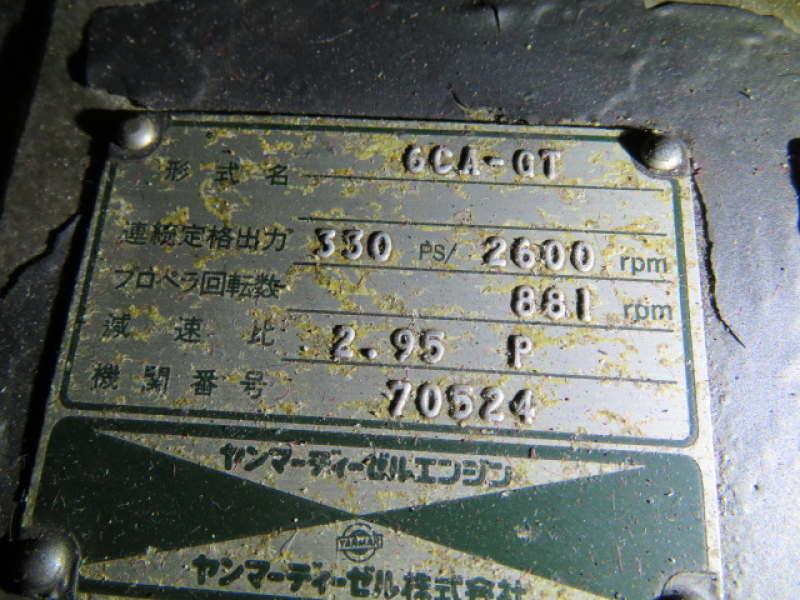 形式名 6CA-GT
連続定格出力 330 PS/ 2600 rpm
プロペラ回転数 881 rpm
減速比 2.95 P
機関番号 70524
ヤンマーディーゼルエンジン
YANMAR
ヤンマーディーゼル株式会社